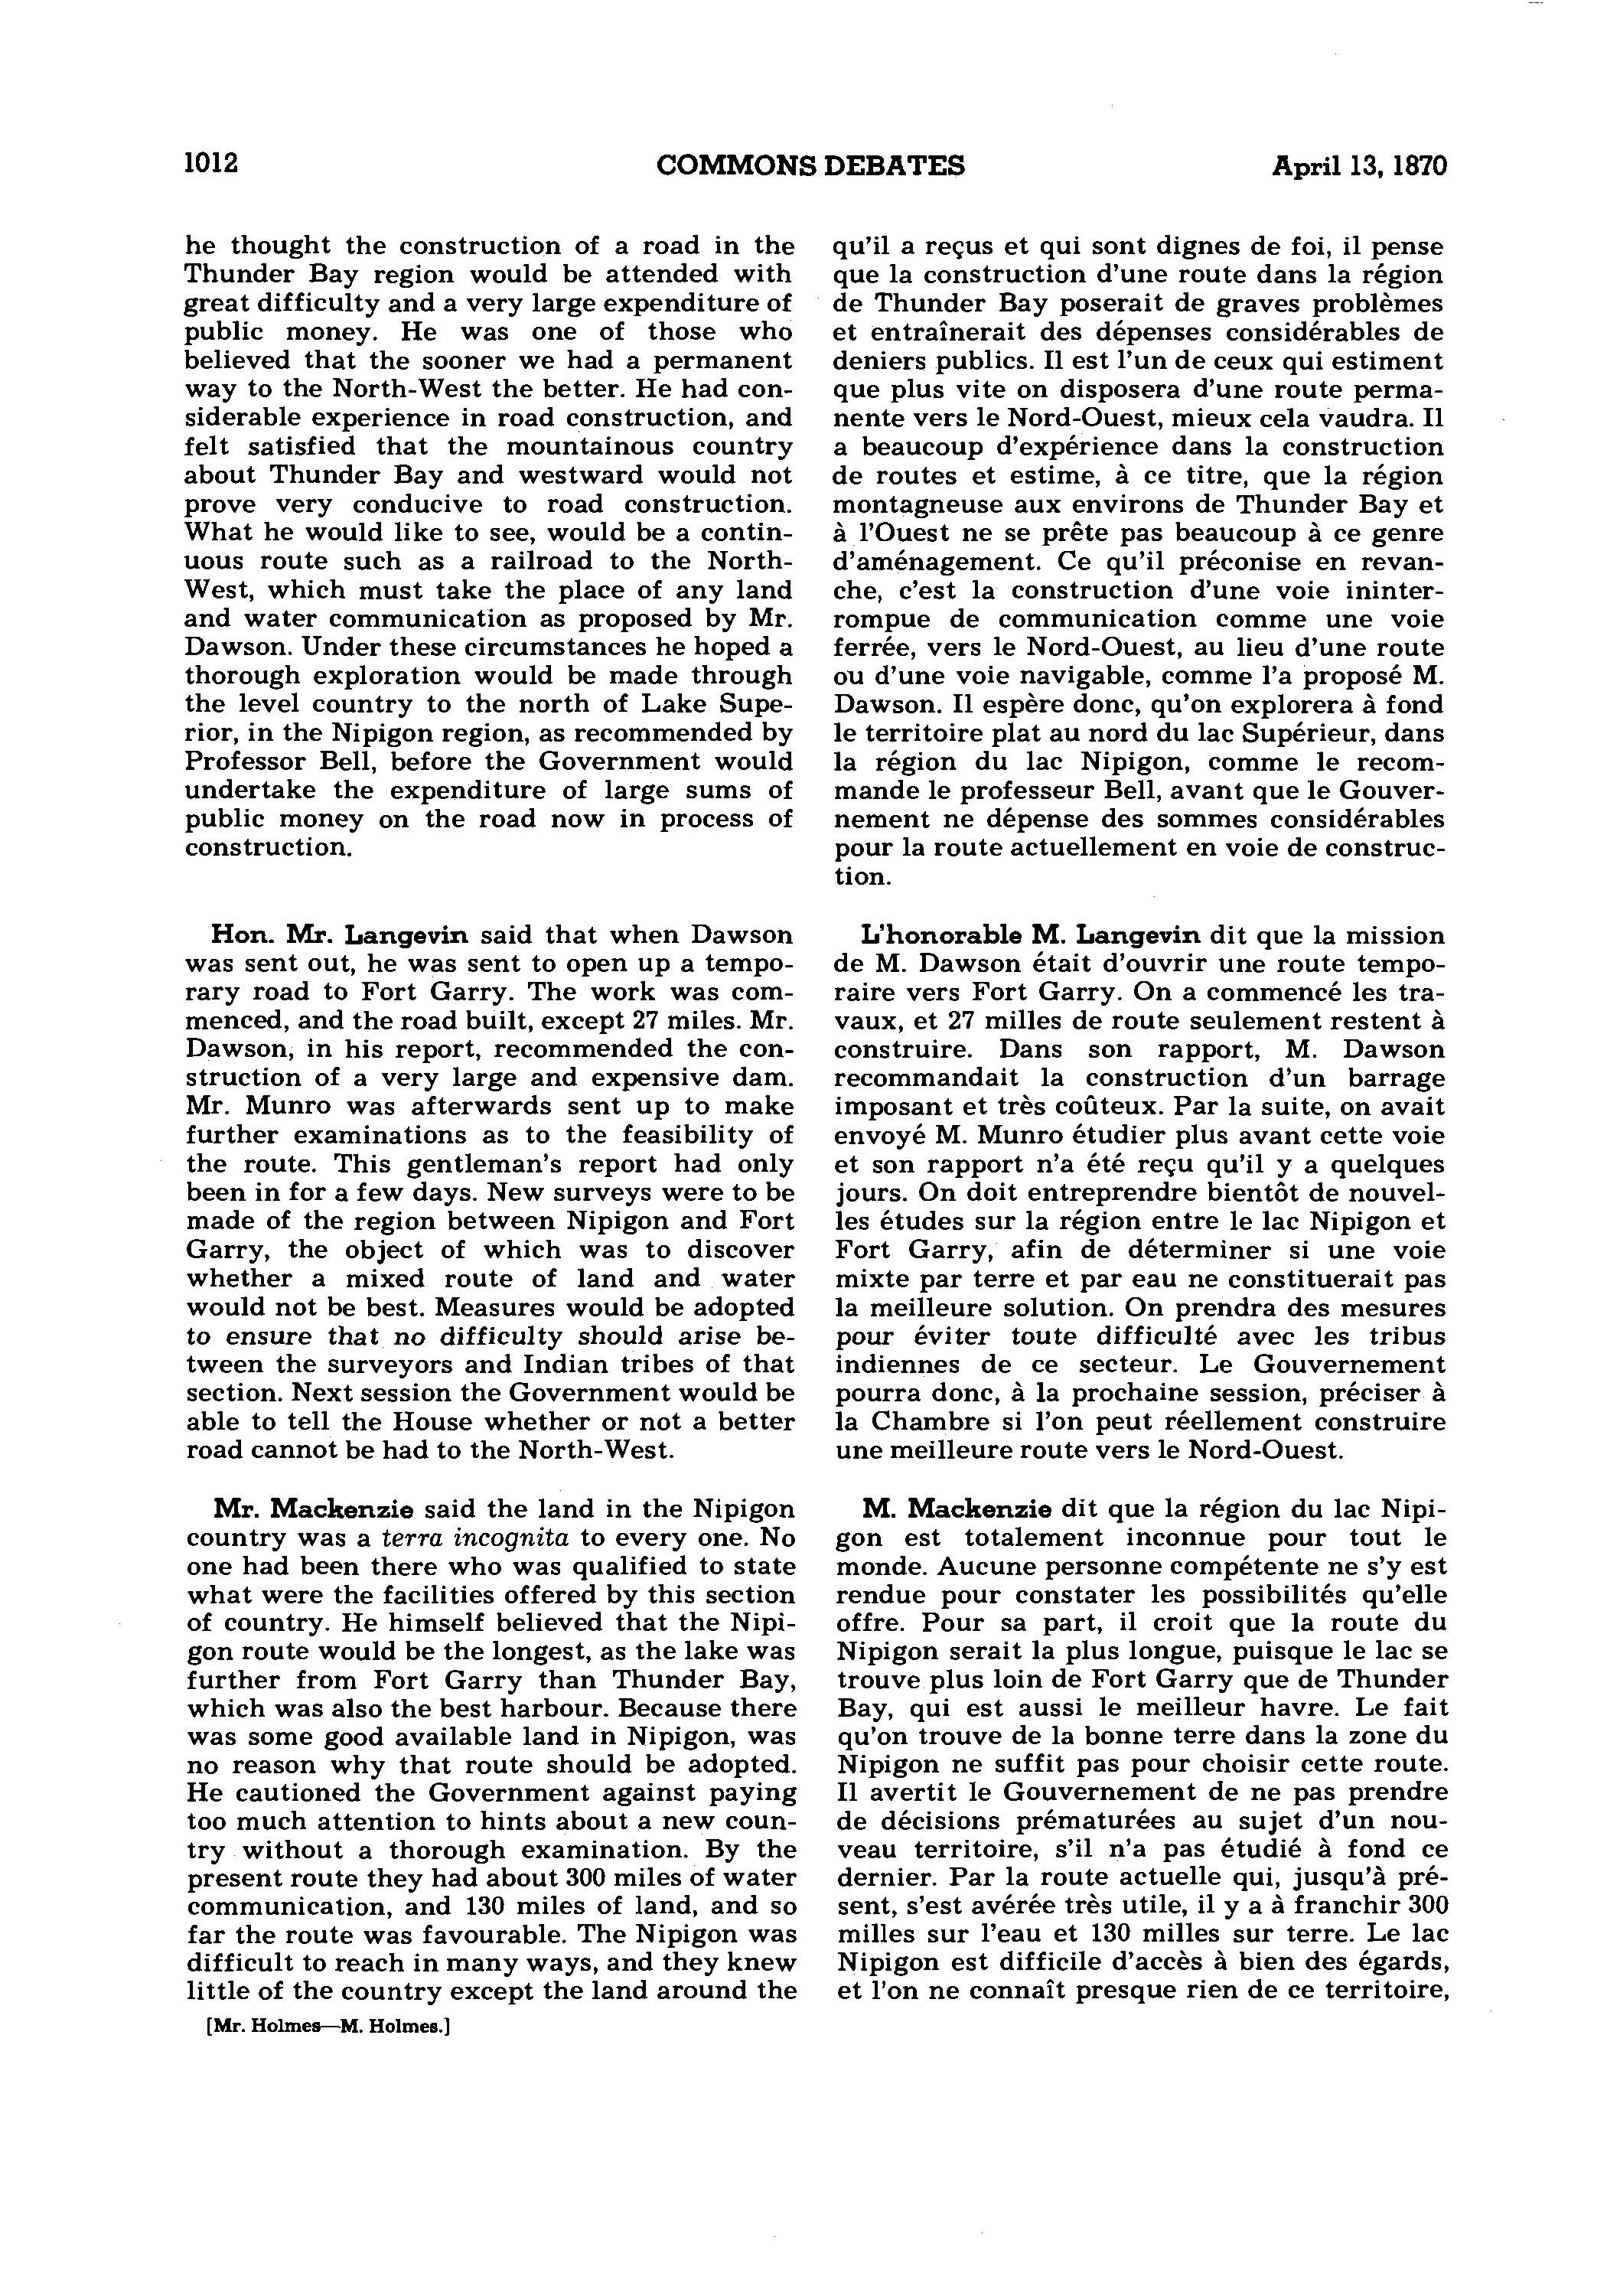 1012
COMMONS DEBATES
April 13, 1870
he thought the construction of a road in the
Thunder Bay region would be attended with
great difficulty and a very large expenditure of
public money. He was one of those who
believed that the sooner we had a permanent
way to the North-West the better. He had con-
siderable experience in road construction, and
felt satisfied that the mountainous country
about Thunder Bay and westward would not
prove very conducive to road construction.
What he would like to see, would be a contin-
uous route such as a railroad to the North-
West, which must take the place of any land
and water communication as proposed by Mr.
Dawson. Under these circumstances he hoped a
thorough exploration would be made through
the level country to the north of Lake Supe-
rior, in the Nipigon region, as recommended by
Professor Bell, before the Government would
undertake the expenditure of large sums of
public money on the road now in process of
construction.
Hon. Mr. Langevin said that when Dawson
was sent out, he was sent to open up a tempo-
rary road to Fort Garry. The work was com-
menced, and the road built, except 27 miles. Mr.
Dawson, in his report, recommended the con-
struction of a very large and expensive dam.
Mr. Munro was afterwards sent up to make
further examinations as to the feasibility of
the route. This gentleman's report had only
been in for a few days. New surveys were to be
made of the region between Nipigon and Fort
Garry, the object of which was to discover
whether a mixed route of land and water
would not be best. Measures would be adopted
to ensure that no difficulty should arise be-
tween the surveyors and Indian tribes of that
section. Next session the Government would be
able to tell the House whether or not a better
road cannot be had to the North-West.
Mr. Mackenzie said the land in the Nipigon
country was a terra incognita to every one. No
one had been there who was qualified to state
what were the facilities offered by this section
of country. He himself believed that the Nipi-
gon route would be the longest, as the lake was
further from Fort Garry than Thunder Bay,
which was also the best harbour. Because there
was some good available land in Nipigon, was
no reason why that route should be adopted.
He cautioned the Government against paying
too much attention to hints about a new coun-
try without a thorough examination. By the
present route they had about 300 miles of water
communication, and 130 miles of land, and so
far the route was favourable. The Nipigon was
difficult to reach in many ways, and they knew
little of the country except the land around the
[Mr. Holmes—M. Holmes.]
qu'il a reçus et qui sont dignes de foi, il pense
que la construction d'une route dans la région
de Thunder Bay poserait de graves problèmes
et entraînerait des dépenses considérables de
deniers publics. Il est l'un de ceux qui estiment
que plus vite on disposera d'une route perma-
nente vers le Nord-Ouest, mieux cela vaudra. Il
a beaucoup d'expérience dans la construction
de routes et estime, à ce titre, que la région
montagneuse aux environs de Thunder Bay et
à l'Ouest ne se prête pas beaucoup à ce genre
d'aménagement. Ce qu'il préconise en revan-
che, c'est la construction d'une voie ininter-
rompue de communication comme une voie
ferrée, vers le Nord-Ouest, au lieu d'une route
ou d'une voie navigable, comme l'a proposé M.
Dawson. Il espère donc, qu'on explorera à fond
le territoire plat au nord du lac Supérieur, dans
la région du lac Nipigon, comme le recom-
mande le professeur Bell, avant que le Gouver-
nement ne dépense des sommes considérables
pour la route actuellement en voie de construc-
tion.
L'honorable M. Langevin dit que la mission
de M. Dawson était d'ouvrir une route tempo-
raire vers Fort Garry. On a commencé les tra-
vaux, et 27 milles de route seulement restent à
construire. Dans son rapport, M. Dawson
recommandait la construction d'un barrage
imposant et très coûteux. Par la suite, on avait
envoyé M. Munro étudier plus avant cette voie
et son rapport n'a été reçu qu'il y a quelques
jours. On doit entreprendre bientôt de nouvel-
les études sur la région entre le lac Nipigon et
Fort Garry, afin de déterminer si une voie
mixte par terre et par eau ne constituerait pas
la meilleure solution. On prendra des mesures
pour éviter toute difficulté avec les tribus
indiennes de ce secteur. Le Gouvernement
pourra donc, à la prochaine session, préciser à
la Chambre si l'on peut réellement construire
une meilleure route vers le Nord-Ouest.
M. Mackenzie dit que la région du lac Nipi-
gon est totalement inconnue pour tout le
monde. Aucune personne compétente ne s'y est
rendue pour constater les possibilités qu'elle
offre. Pour sa part, il croit que la route du
Nipigon serait la plus longue, puisque le lac se
trouve plus loin de Fort Garry que de Thunder
Bay, qui est aussi le meilleur havre. Le fait
qu'on trouve de la bonne terre dans la zone du
Nipigon ne suffit pas pour choisir cette route.
Il avertit le Gouvernement de ne pas prendre
de décisions prématurées au sujet d'un nou-
veau territoire, s'il n'a pas étudié à fond ce
dernier. Par la route actuelle qui, jusqu'à pré-
sent, s'est avérée très utile, il y a à franchir 300
milles sur l'eau et 130 milles sur terre. Le lac
Nipigon est difficile d'accès à bien des égards,
et l'on ne connaît presque rien de ce territoire,